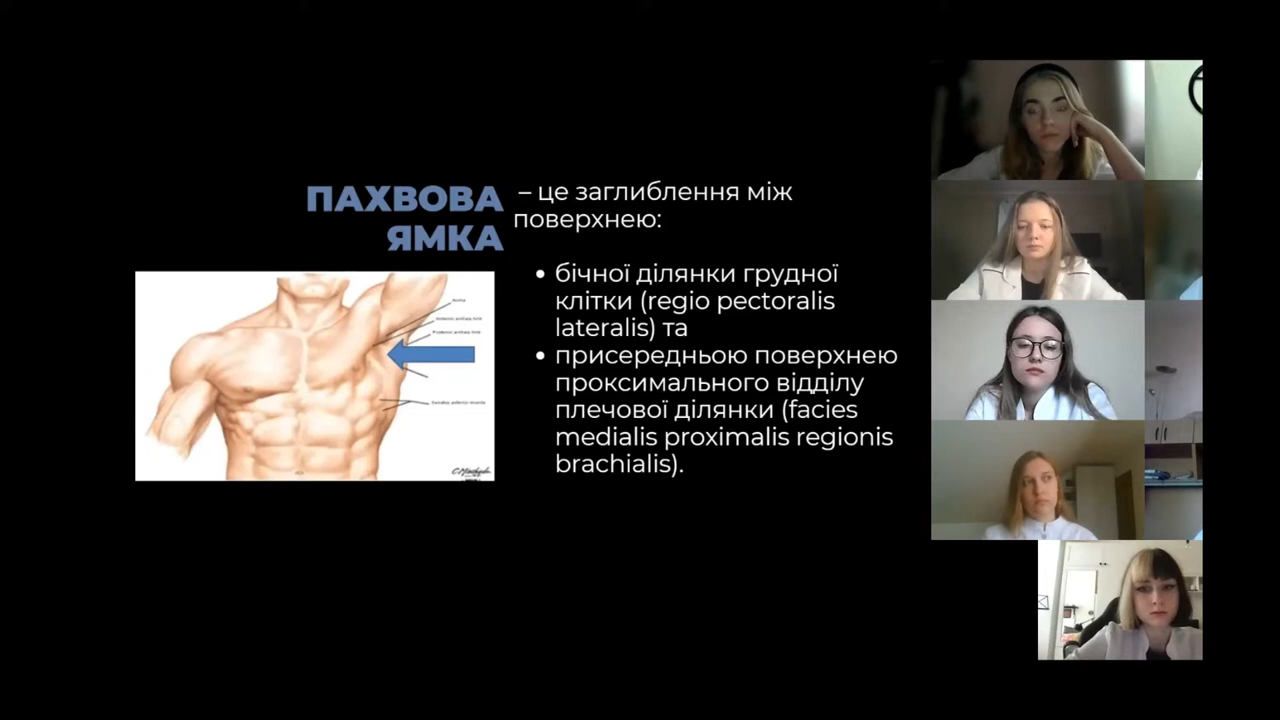 ПАХВОВА
ЯМКА
– це заглиблення між
поверхнею:
• бічної ділянки грудної
клітки (regio pectoralis
lateralis) та
• присередньою поверхнею
проксимального відділу
плечової ділянки (facies
medialis proximalis regionis
brachialis).